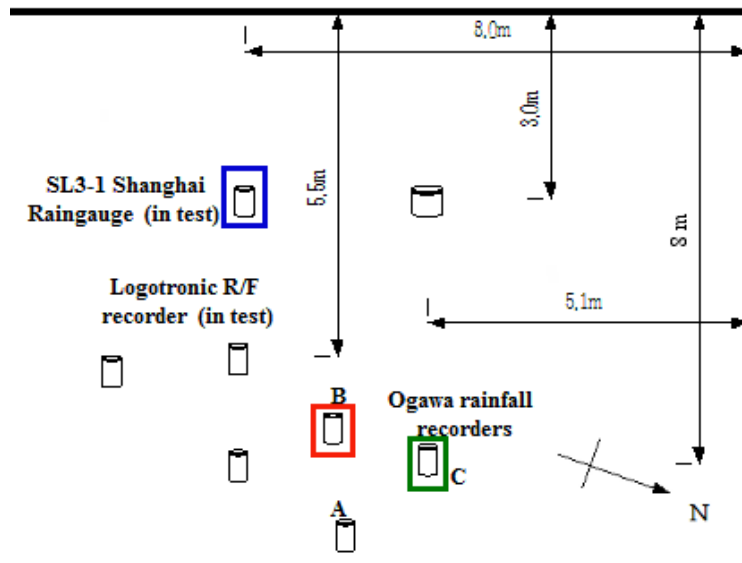 8.0m
3.0m
SL3-1 Shanghai
Raingauge (in test)
5.5m
8 m
Logotronic R/F
recorder (in test)
5.1m
B
Ogawa rainfall
recorders
C
A
N